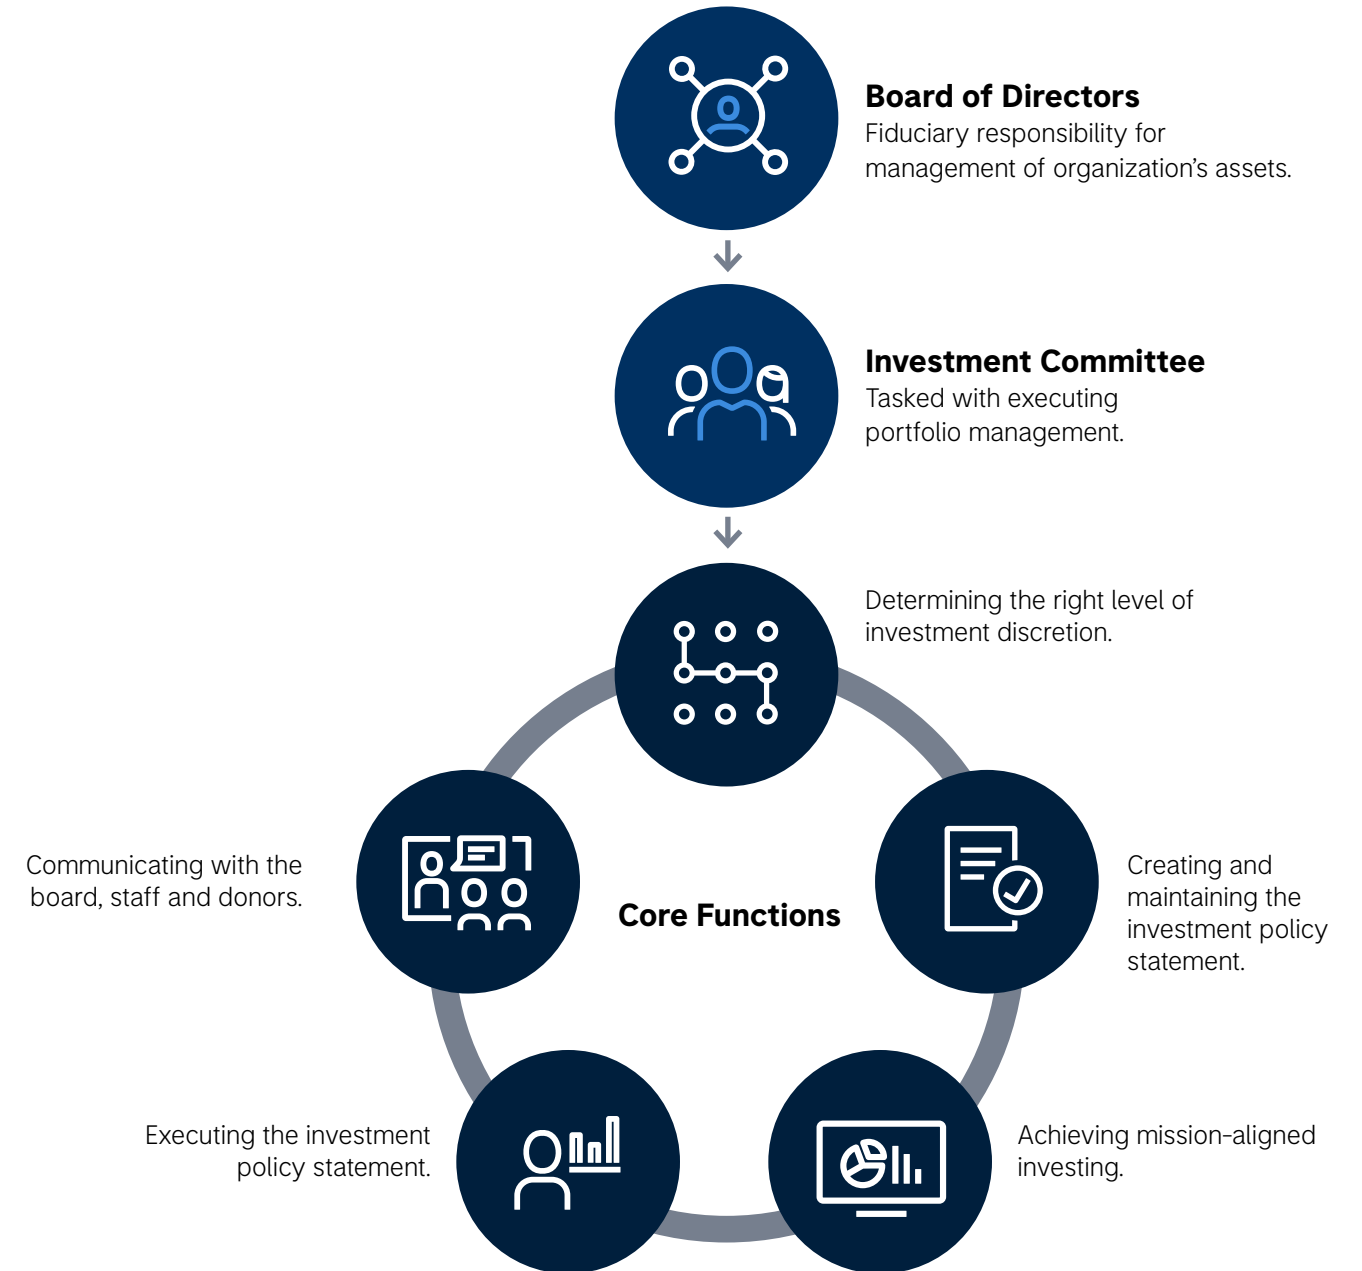 Board of Directors
Fiduciary responsibility for
management of organization’s assets.
Investment Committee
Tasked with executing
portfolio management.
Determining the right level of
investment discretion.
Communicating with the
board, staff and donors.
Core Functions
Creating and
maintaining the
investment policy
statement.
Executing the investment
policy statement.
Achieving mission-aligned
investing.